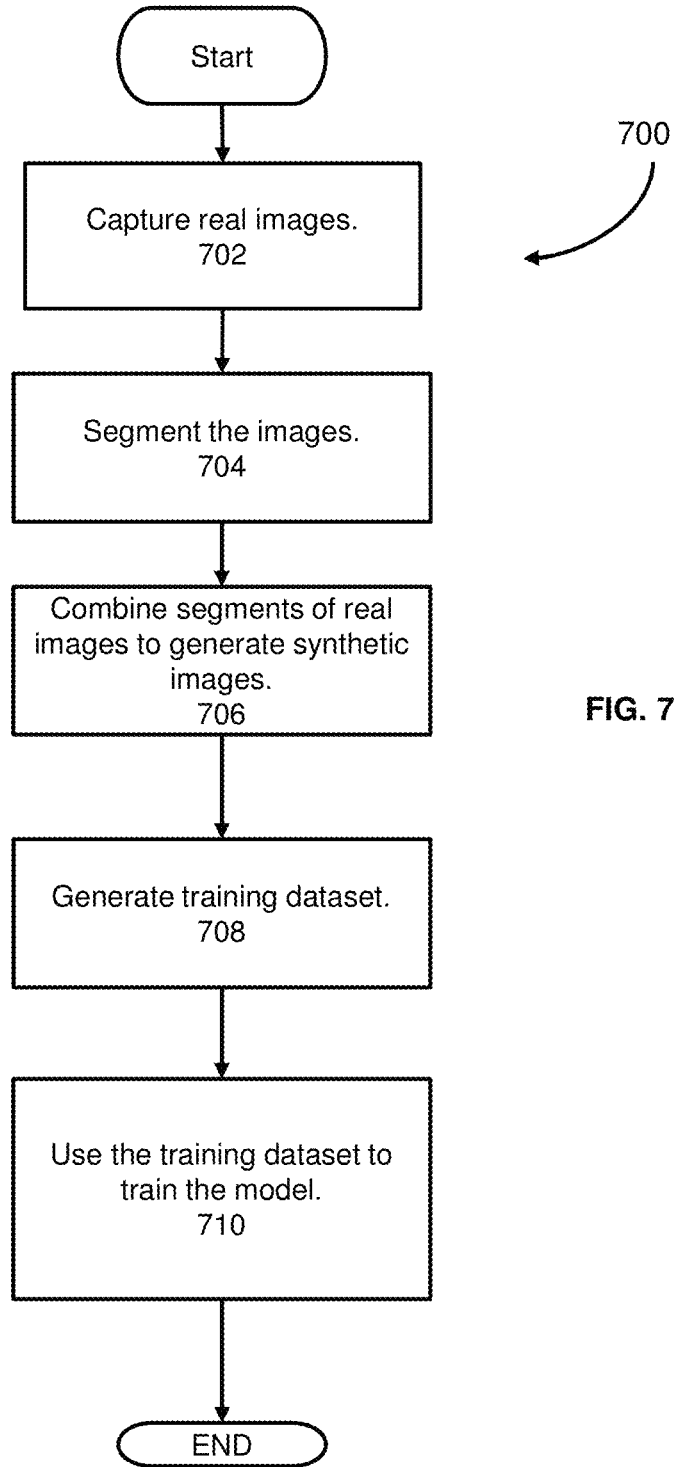 Start
700
Capture real images.
702
Segment the images.
704
Combine segments of real
images to generate synthetic
images.
706
FIG. 7
Generate training dataset.
708
Use the training dataset to
train the model.
710
END